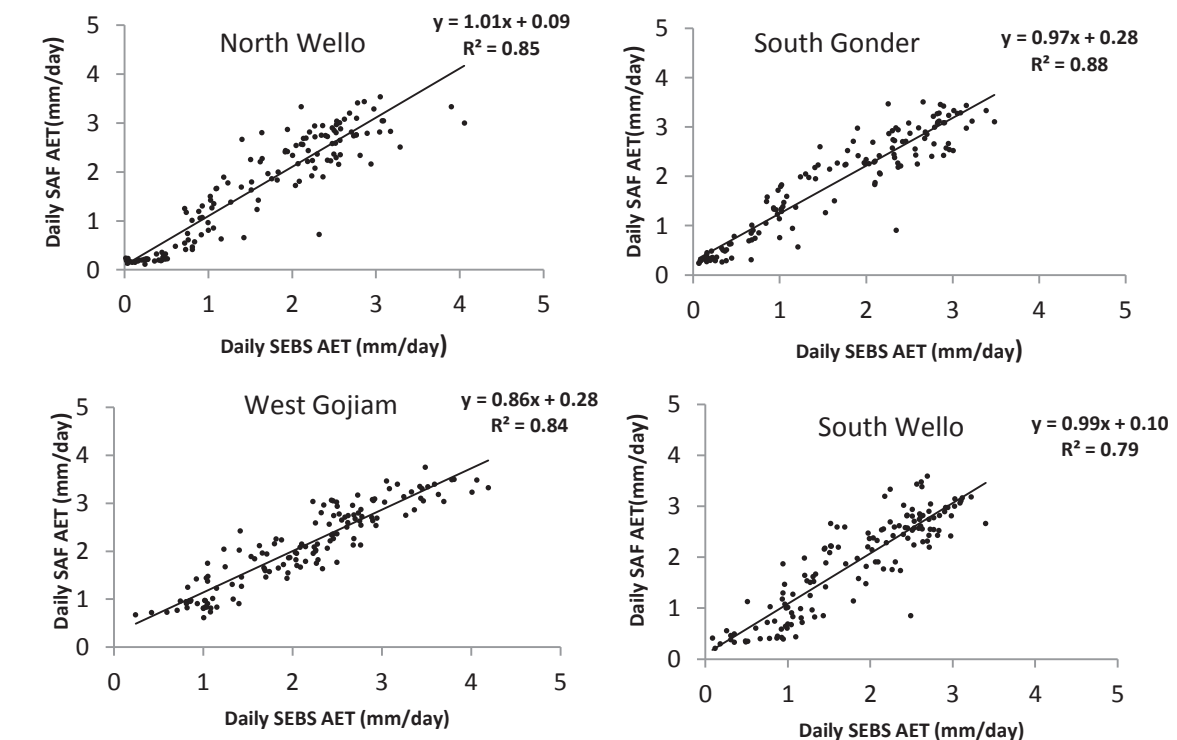 North Wello
y = 1.01x + 0.09
R² = 0.85
Daily SAF AET(mm/day)
5
4
3
2
1
0
0 1 2 3 4 5
Daily SEBS AET (mm/day)
South Gonder
y = 0.97x + 0.28
R² = 0.88
Daily SAF AET(mm/day)
5
4
3
2
1
0
0 1 2 3 4 5
Daily SEBS AET (mm/day)
West Gojiam
y = 0.86x + 0.28
R² = 0.84
Daily SAF AET (mm/day)
5
4
3
2
1
0
0 1 2 3 4 5
Daily SEBS AET (mm/day)
South Wello
y = 0.99x + 0.10
R² = 0.79
Daily SAF AET(mm/day)
5
4
3
2
1
0
0 1 2 3 4 5
Daily SEBS AET (mm/day)